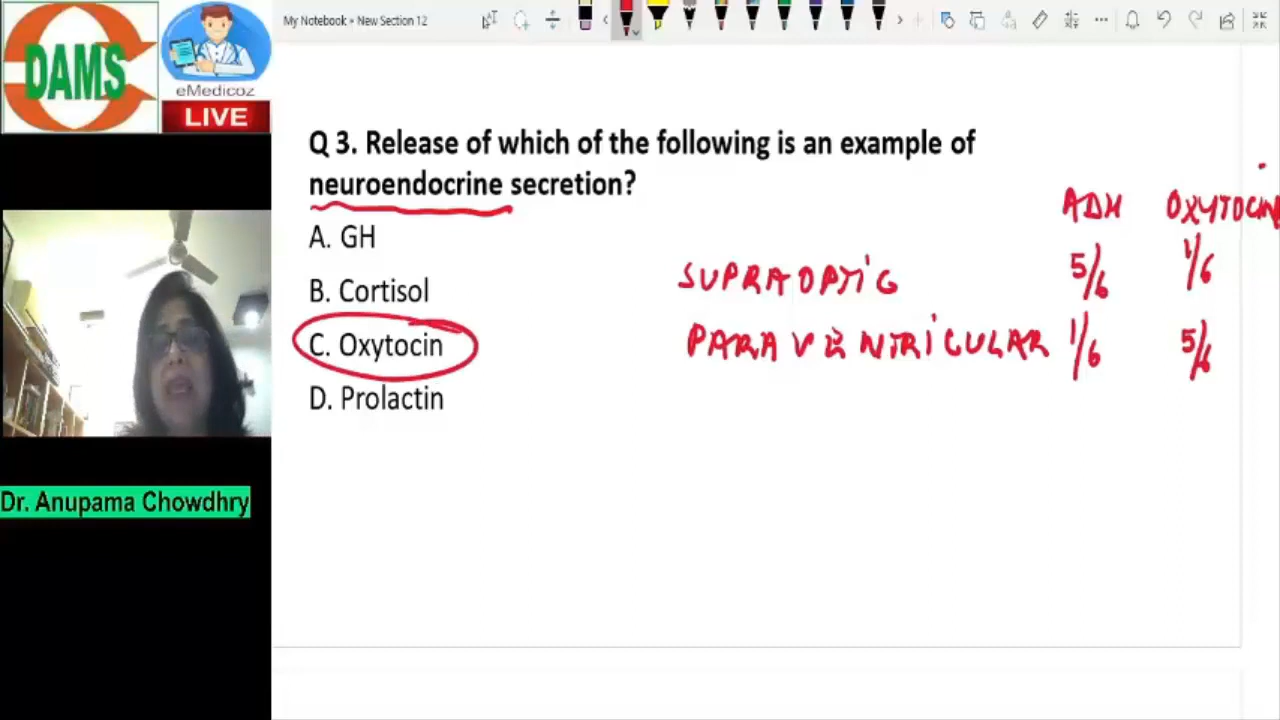 DAMS
eMedicoz
LIVE
My Notebook » New Section 12
Q 3. Release of which of the following is an example of
neuroendocrine secretion?
A. GH
B. Cortisol
C. Oxytocin
D. Prolactin
ADH OXYTOCIN
SUPRAOPTIC 5/6 1/6
PARAVENTRICULAR 1/6 5/6
Dr. Anupama Chowdhry